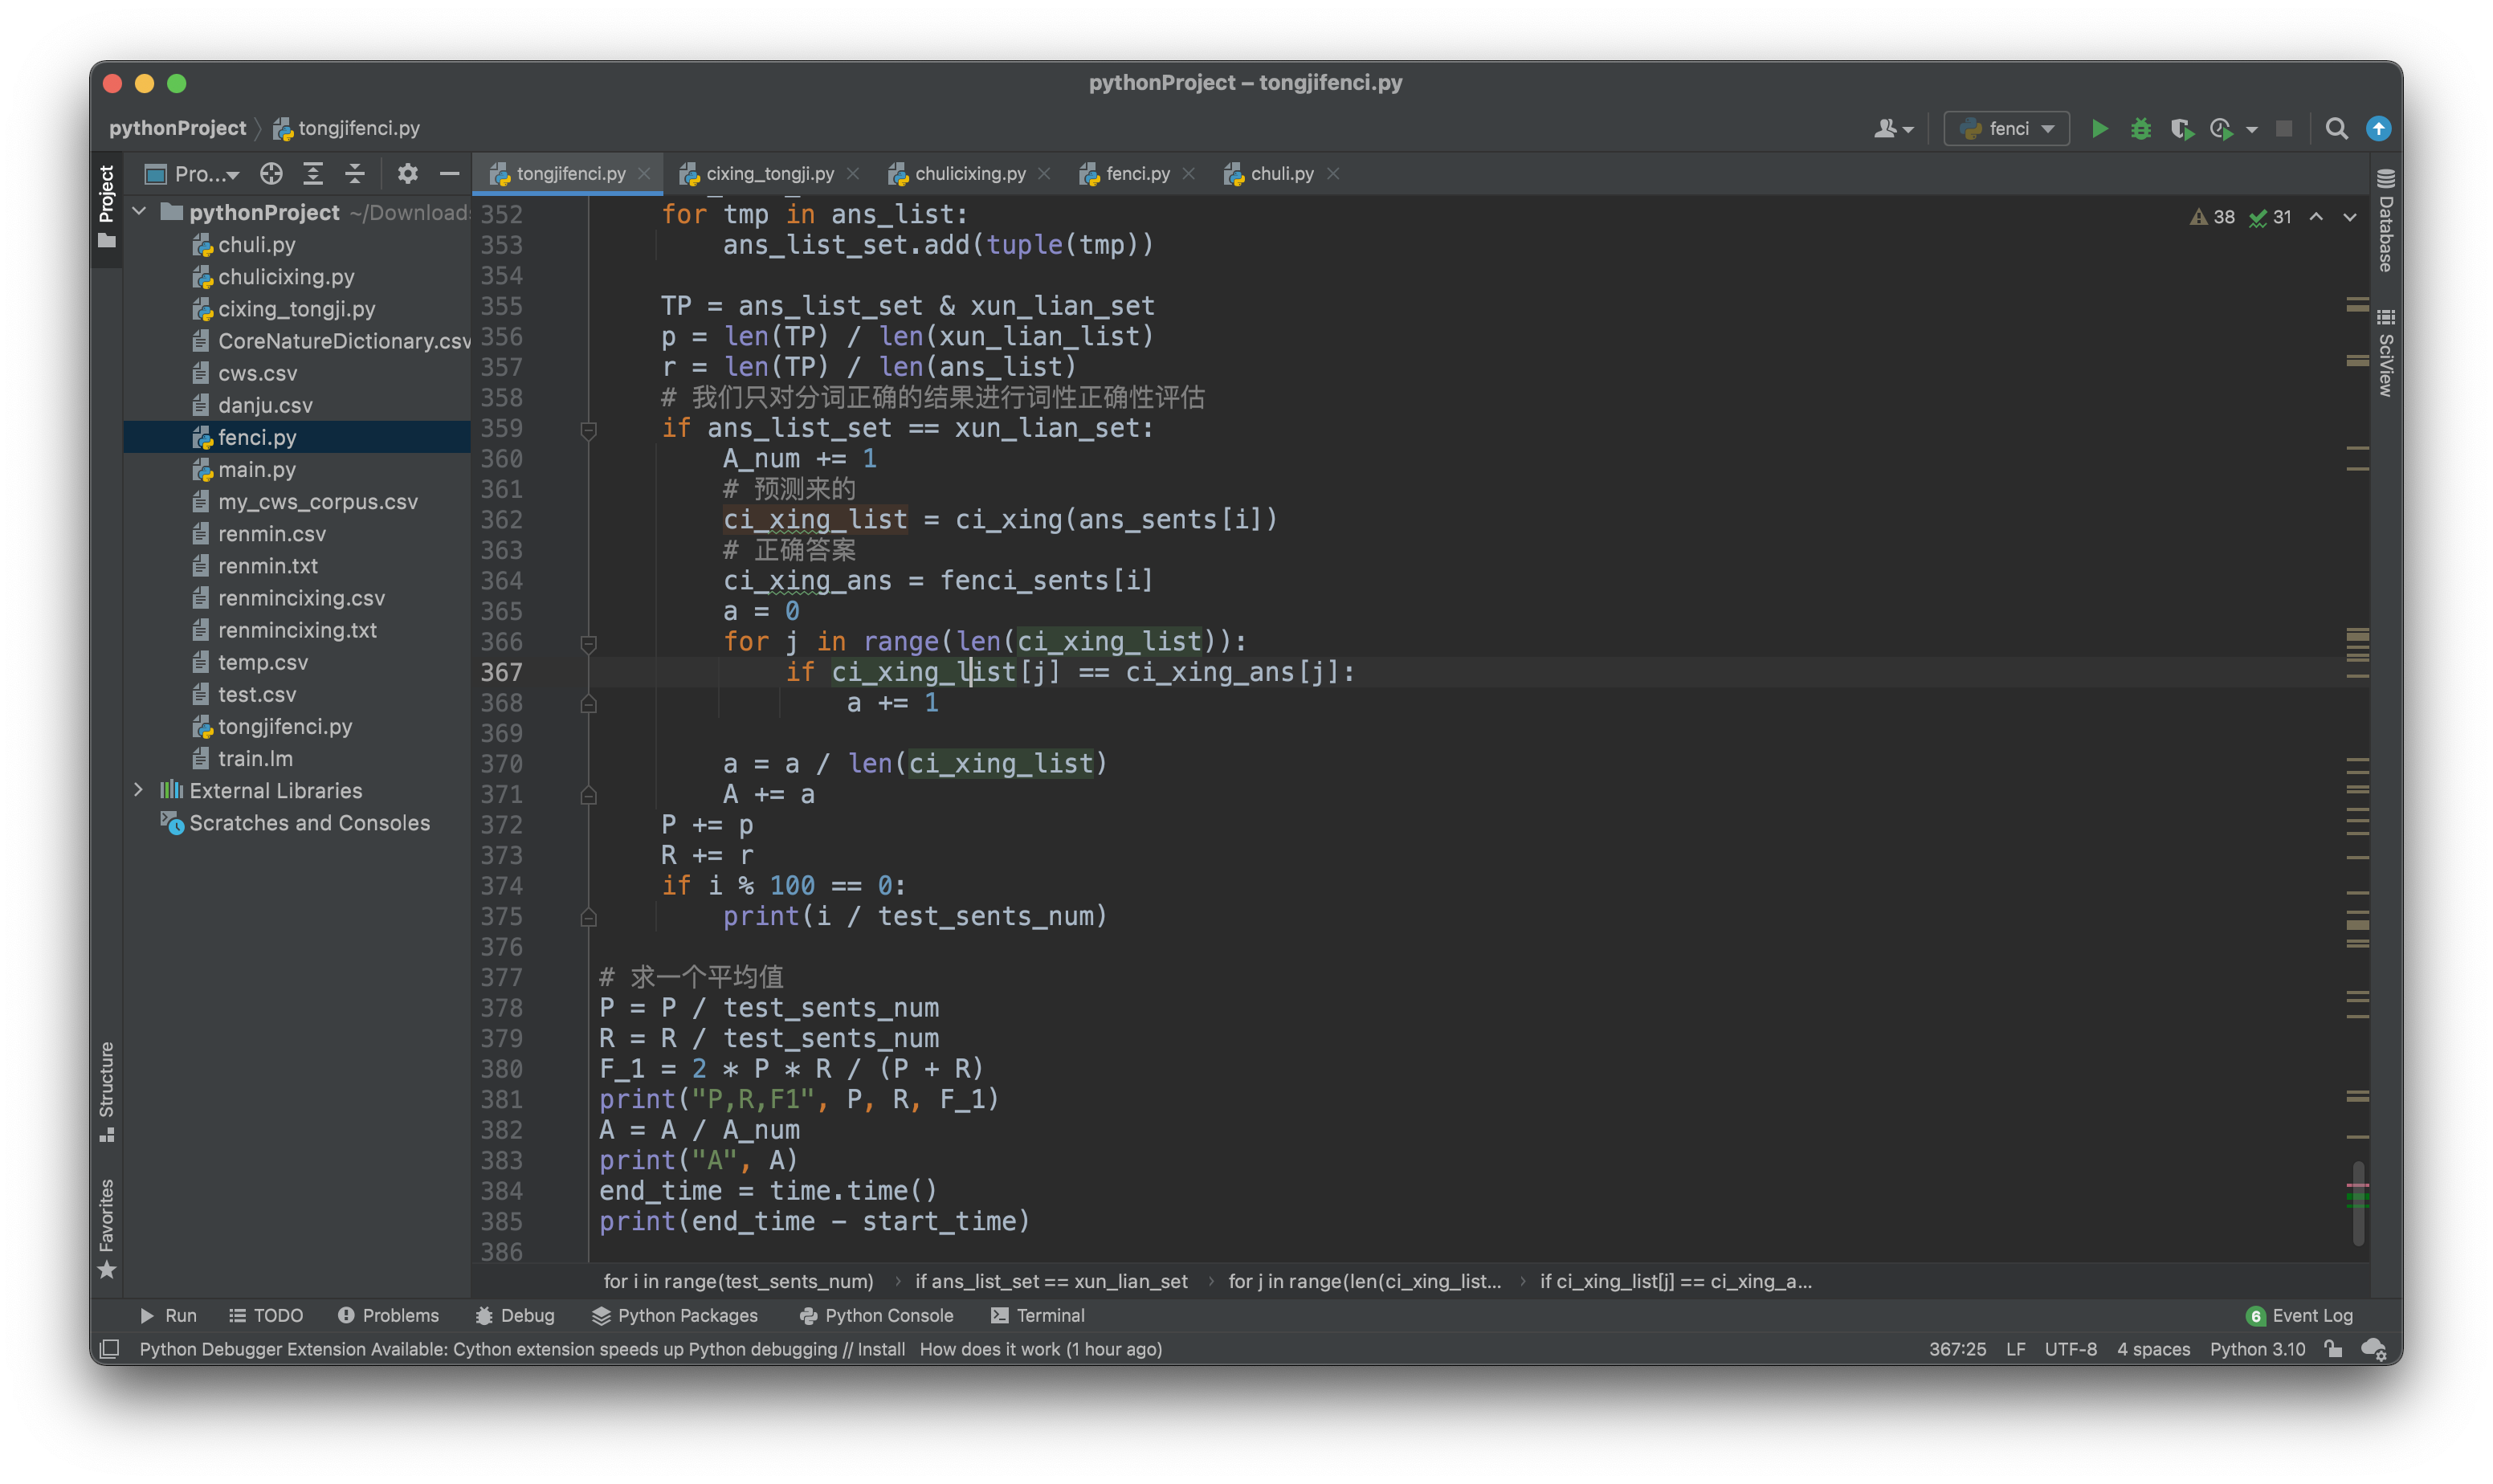 pythonProject – tongjifenci.py
pythonProject tongjifenci.py
fenci
Project
Pro...
tongjifenci.py
cixing_tongji.py
chulicixing.py
fenci.py
chuli.py
pythonProject ~/Download
chuli.py
chulicixing.py
cixing_tongji.py
CoreNatureDictionary.csv
cws.csv
danju.csv
fenci.py
main.py
my_cws_corpus.csv
renmin.csv
renmin.txt
renmincixing.csv
renmincixing.txt
temp.csv
test.csv
tongjifenci.py
train.lm
External Libraries
Scratches and Consoles
Structure
Favorites
38 31
352 for tmp in ans_list:
353 ans_list_set.add(tuple(tmp))
354
355 TP = ans_list_set & xun_lian_set
356 p = len(TP) / len(xun_lian_list)
357 r = len(TP) / len(ans_list)
358 # 我们只对分词正确的结果进行词性正确性评估
359 if ans_list_set == xun_lian_set:
360 A_num += 1
361 # 预测来的
362 ci_xing_list = ci_xing(ans_sents[i])
363 # 正确答案
364 ci_xing_ans = fenci_sents[i]
365 a = 0
366 for j in range(len(ci_xing_list)):
367 if ci_xing_list[j] == ci_xing_ans[j]:
368 a += 1
369
370 a = a / len(ci_xing_list)
371 A += a
372 P += p
373 R += r
374 if i % 100 == 0:
375 print(i / test_sents_num)
376
377 # 求一个平均值
378 P = P / test_sents_num
379 R = R / test_sents_num
380 F_1 = 2 * P * R / (P + R)
381 print("P,R,F1", P, R, F_1)
382 A = A / A_num
383 print("A", A)
384 end_time = time.time()
385 print(end_time - start_time)
386
Database
SciView
for i in range(test_sents_num) › if ans_list_set == xun_lian_set › for j in range(len(ci_xing_list... › if ci_xing_list[j] == ci_xing_a...
Run TODO Problems Debug Python Packages Python Console Terminal 6 Event Log
Python Debugger Extension Available: Cython extension speeds up Python debugging // Install How does it work (1 hour ago) 367:25 LF UTF-8 4 spaces Python 3.10